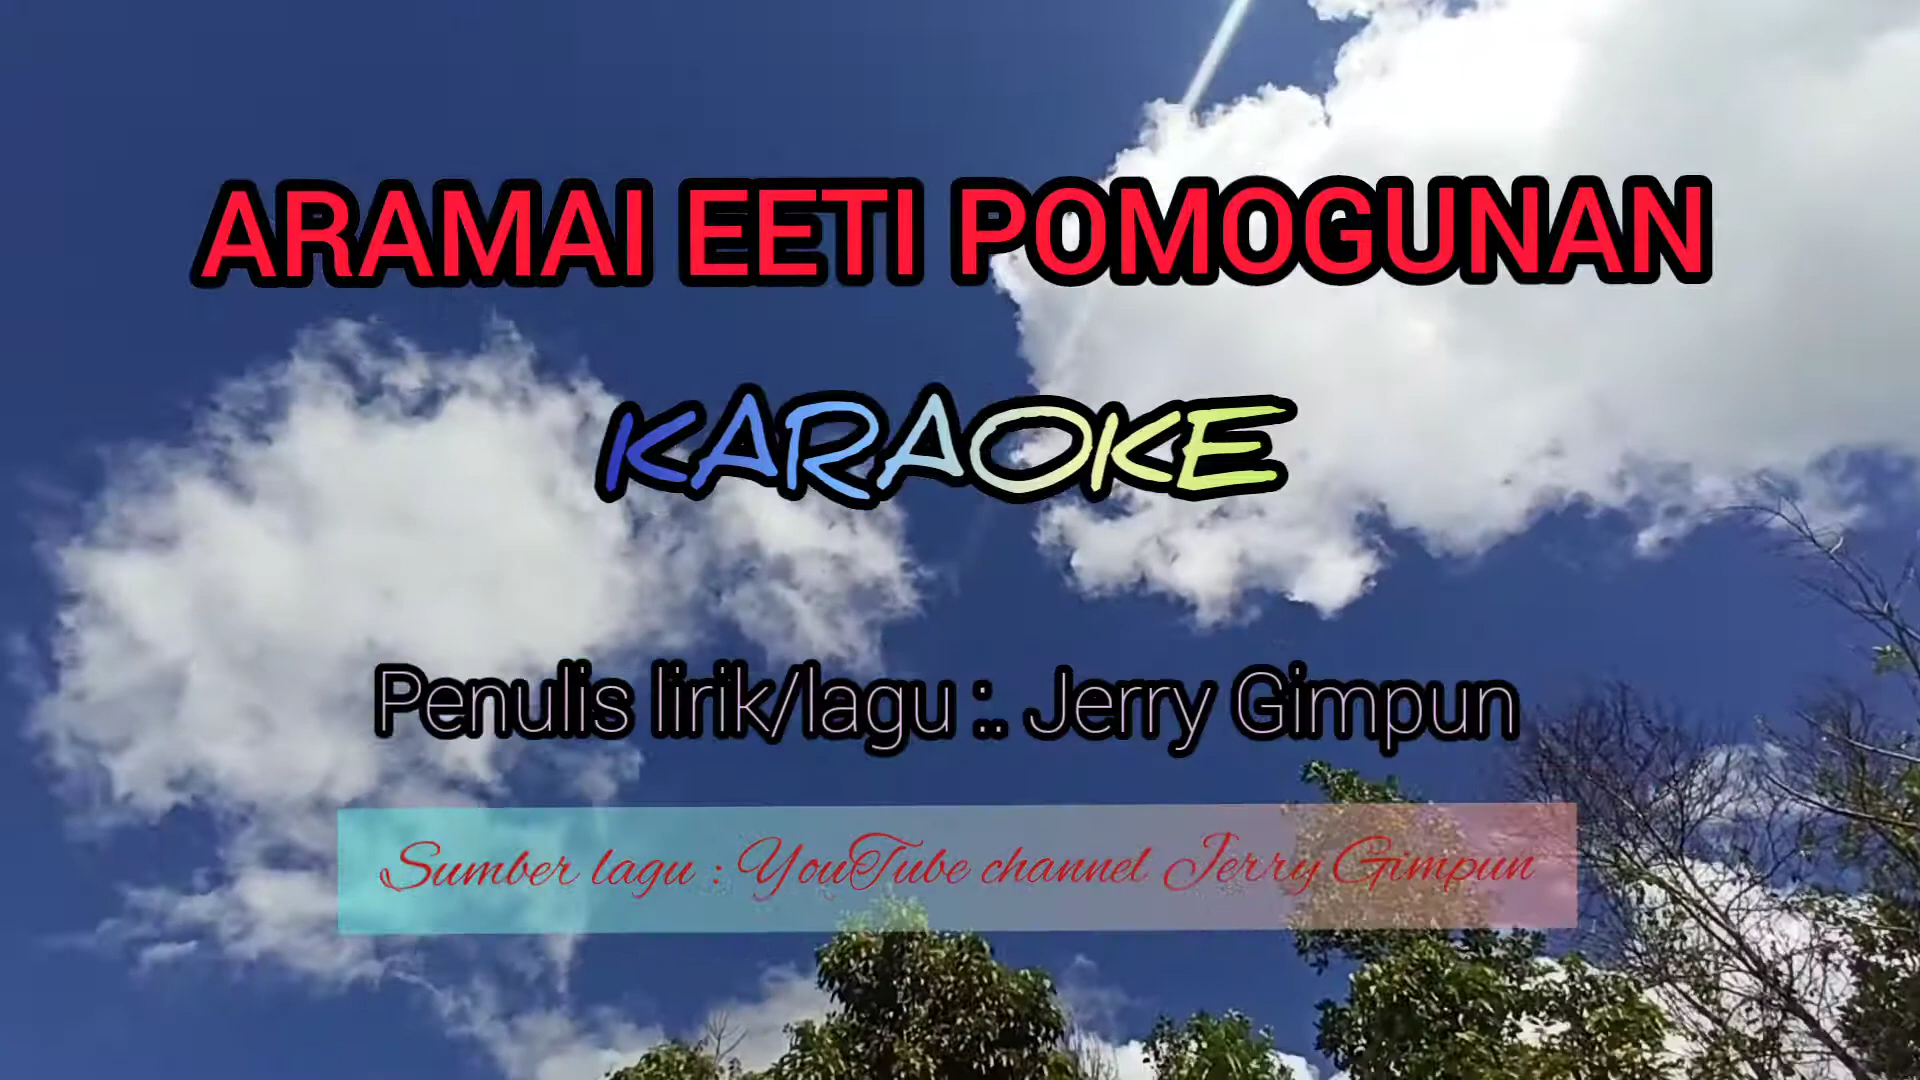 ARAMAI EETI POMOGUNAN
KARAOKE
Penulis lirik/lagu :. Jerry Gimpun
Sumber lagu : YouTube channel Jerry Gimpun